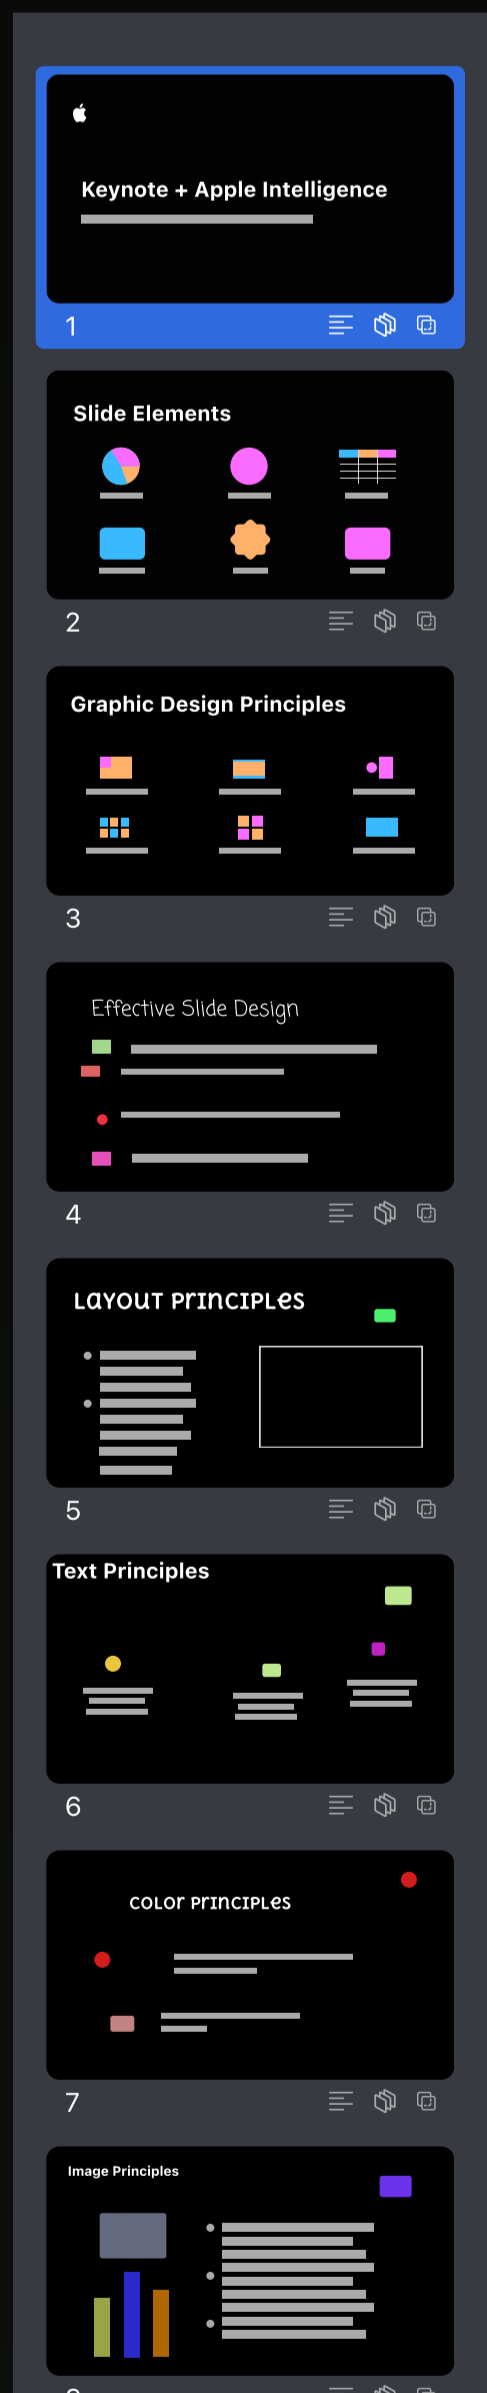 Keynote + Apple Intelligence
1
Slide Elements
2
Graphic Design Principles
3
Effective Slide Design
4
Layout Principles
5
Text Principles
6
Color Principles
7
Image Principles